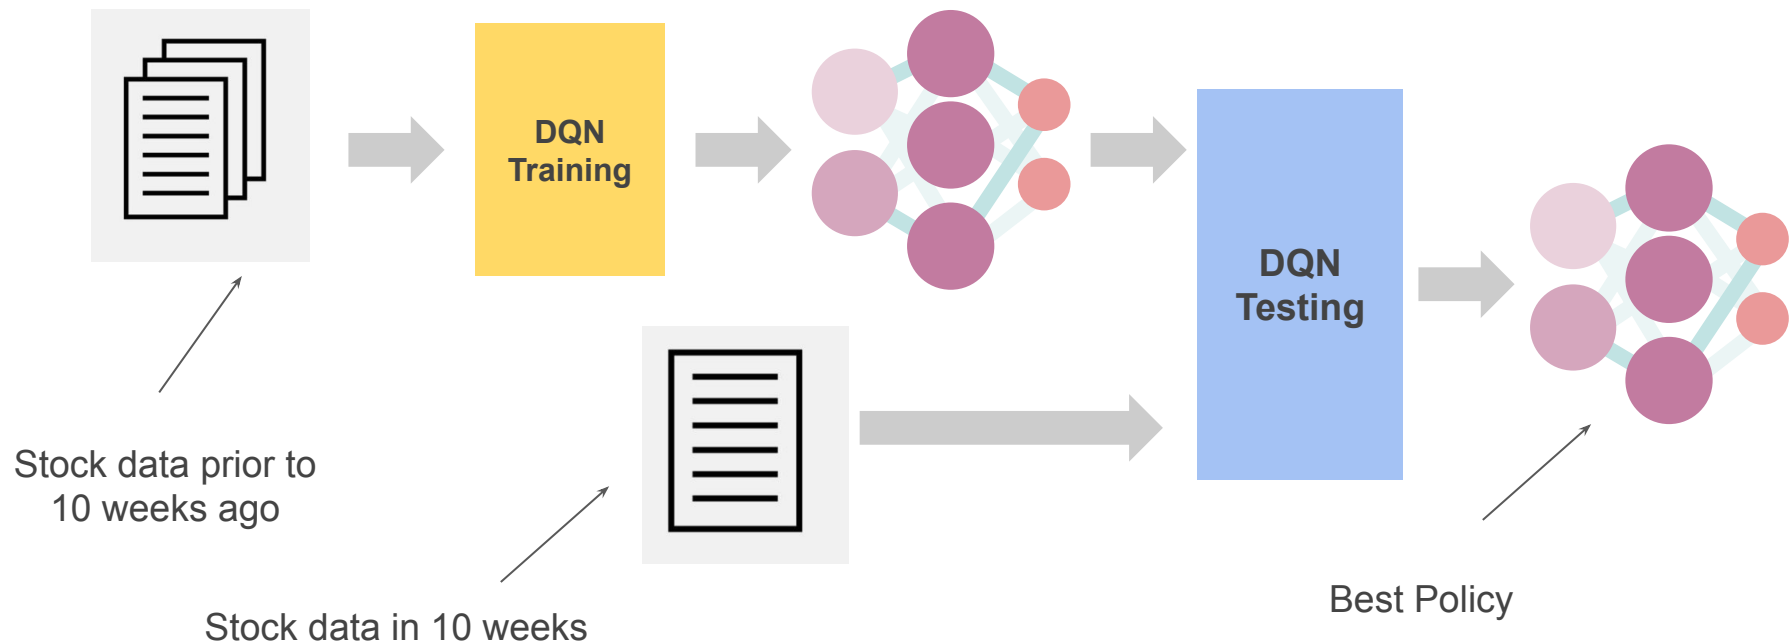 DQN
Training
DQN
Testing
Stock data prior to
10 weeks ago
Stock data in 10 weeks
Best Policy